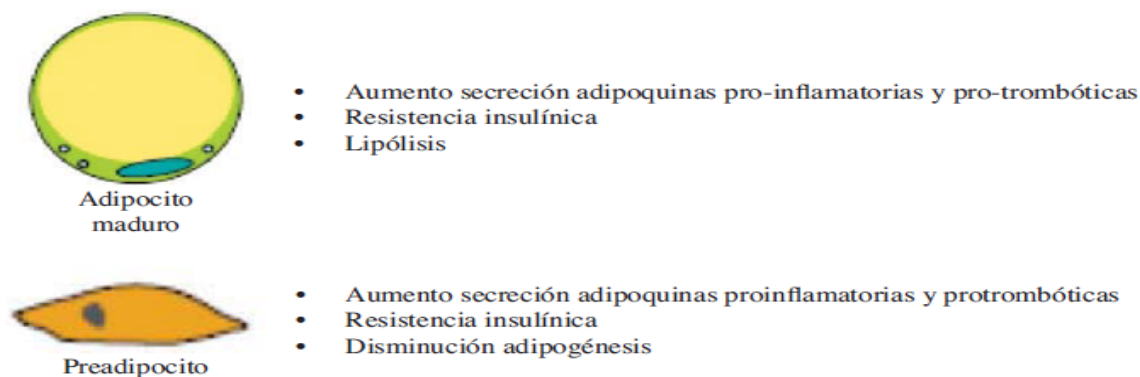 • Aumento secreción adipoquinas pro-inflamatorias y pro-trombóticas
• Resistencia insulínica
• Lipólisis
Adipocito
maduro
• Aumento secreción adipoquinas proinflamatorias y protrombóticas
• Resistencia insulínica
• Disminución adipogénesis
Preadipocito